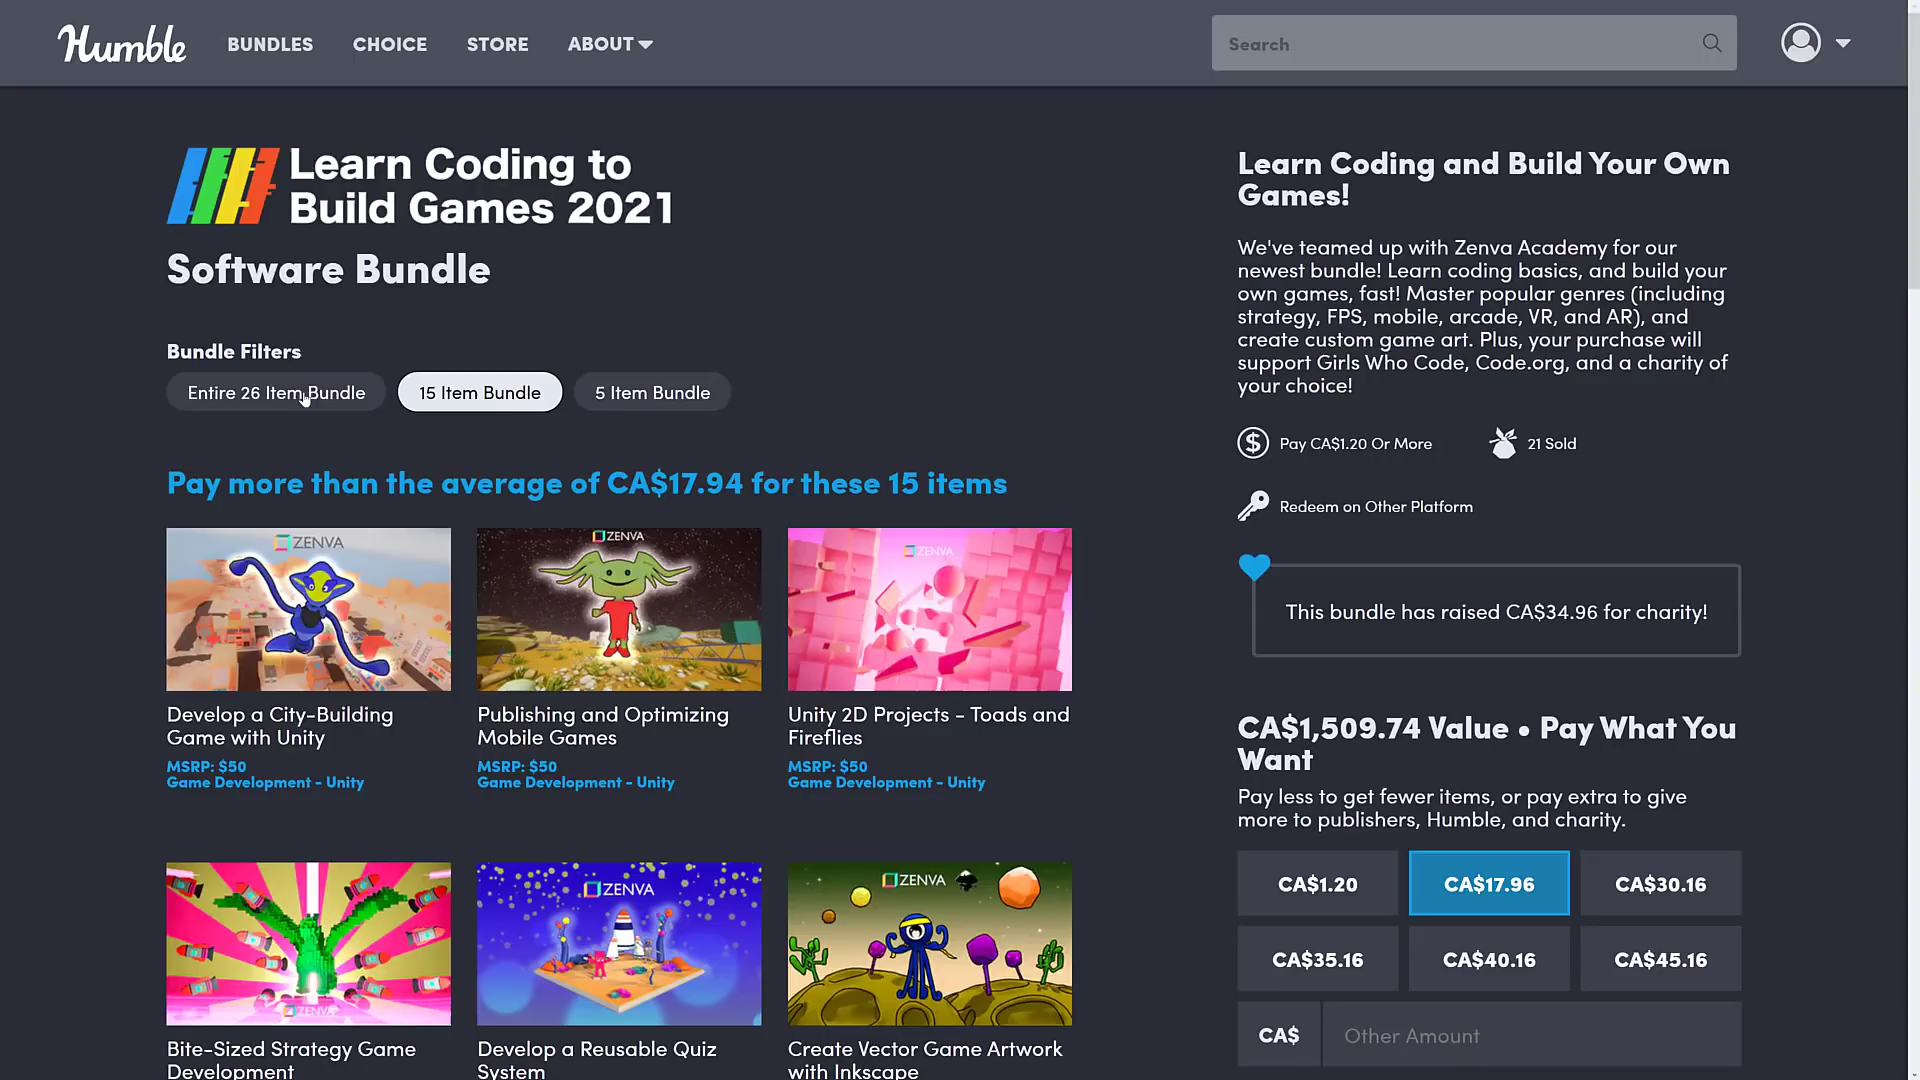 Humble
BUNDLES
CHOICE
STORE
ABOUT
Search
Learn Coding to
Build Games 2021
Software Bundle
Bundle Filters
Entire 26 Item Bundle
15 Item Bundle
5 Item Bundle
Pay more than the average of CA$17.94 for these 15 items
ZENVA
Develop a City-Building
Game with Unity
MSRP: $50
Game Development - Unity
ZENVA
Publishing and Optimizing
Mobile Games
MSRP: $50
Game Development - Unity
ZENVA
Unity 2D Projects - Toads and
Fireflies
MSRP: $50
Game Development - Unity
ZENVA
Bite-Sized Strategy Game
Development
ZENVA
Develop a Reusable Quiz
System
ZENVA
Create Vector Game Artwork
with Inkscape
Learn Coding and Build Your Own
Games!
We've teamed up with Zenva Academy for our
newest bundle! Learn coding basics, and build your
own games, fast! Master popular genres (including
strategy, FPS, mobile, arcade, VR, and AR), and
create custom game art. Plus, your purchase will
support Girls Who Code, Code.org, and a charity of
your choice!
$
Pay CA$1.20 Or More
21 Sold
Redeem on Other Platform
This bundle has raised CA$34.96 for charity!
CA$1,509.74 Value • Pay What You
Want
Pay less to get fewer items, or pay extra to give
more to publishers, Humble, and charity.
CA$1.20
CA$17.96
CA$30.16
CA$35.16
CA$40.16
CA$45.16
CA$
Other Amount